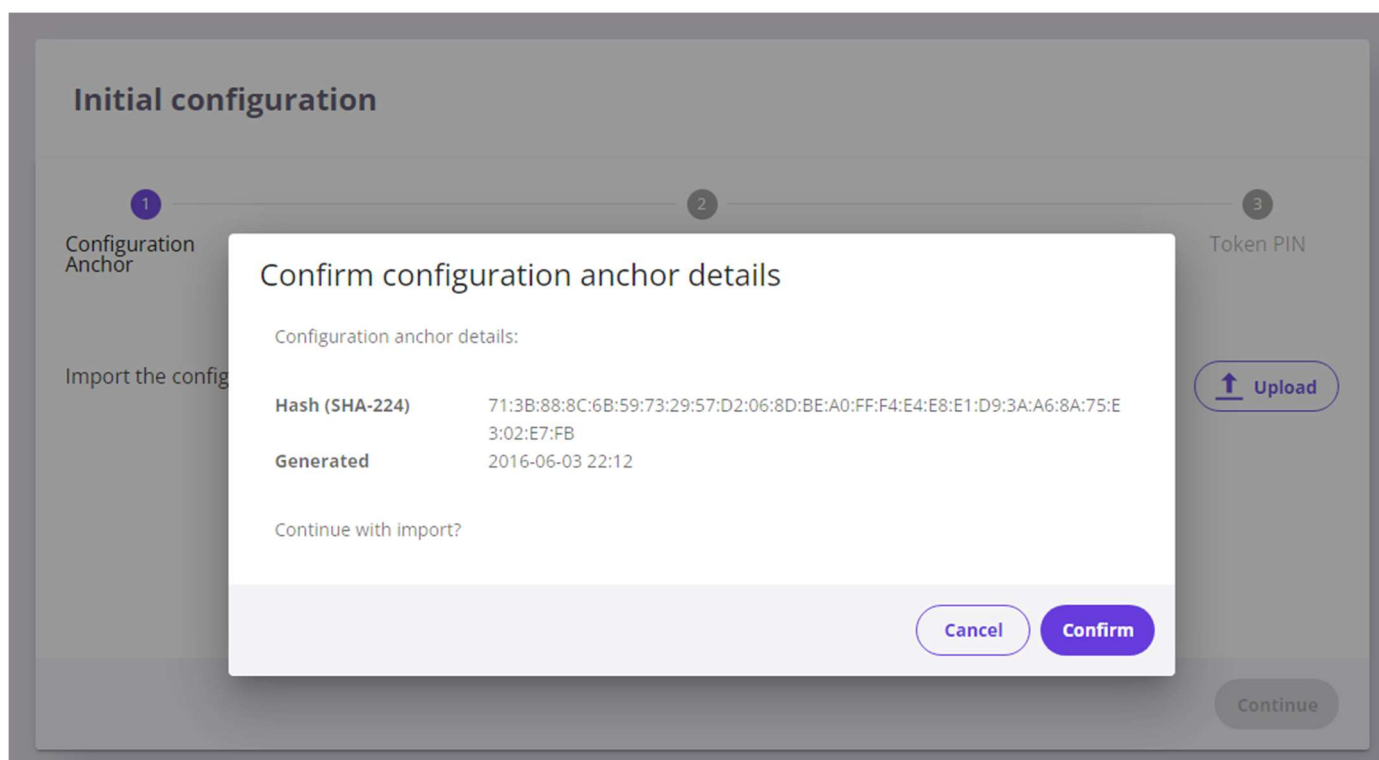 Initial configuration
1
2
3
Configuration
Anchor
Token PIN
Confirm configuration anchor details
Configuration anchor details:
Import the config
Upload
Hash (SHA-224) 71:3B:88:8C:6B:59:73:29:57:D2:06:8D:BE:A0:FF:F4:E4:E8:E1:D9:3A:A6:8A:75:E
3:02:E7:FB
Generated 2016-06-03 22:12
Continue with import?
Cancel
Confirm
Continue